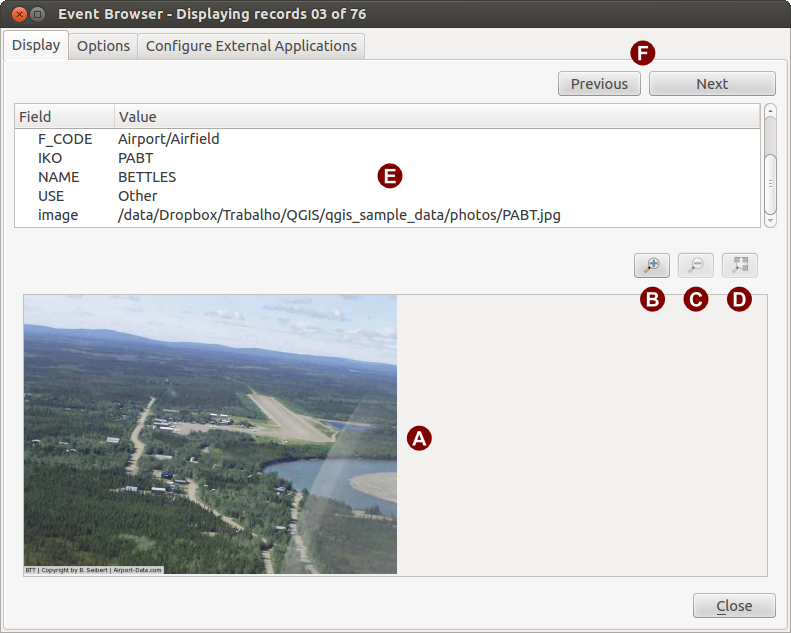 Event Browser - Displaying records 03 of 76
Display Options Configure External Applications
F
Previous Next
Field Value
F_CODE Airport/Airfield
IKO PABT
NAME BETTLES
E
USE Other
image /data/Dropbox/Trabalho/QGIS/qgis_sample_data/photos/PABT.jpg
B C D
A
BTT | Copyright by B. Seibert | Airport-Data.com
Close